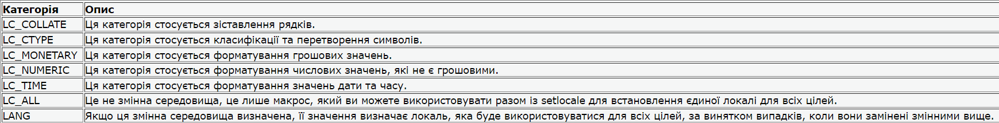 Категорія Опис
LC_COLLATE Ця категорія стосується зіставлення рядків.
LC_CTYPE Ця категорія стосується класифікації та перетворення символів.
LC_MONETARY Ця категорія стосується форматування грошових значень.
LC_NUMERIC Ця категорія стосується форматування числових значень, які не є грошовими.
LC_TIME Ця категорія стосується форматування значень дати та часу.
LC_ALL Це не змінна середовища, це лише макрос, який ви можете використовувати разом із setlocale для встановлення єдиної локалі для всіх цілей.
LANG Якщо ця змінна середовища визначена, її значення визначає локаль, яка буде використовуватися для всіх цілей, за винятком випадків, коли вони замінені змінними вище.